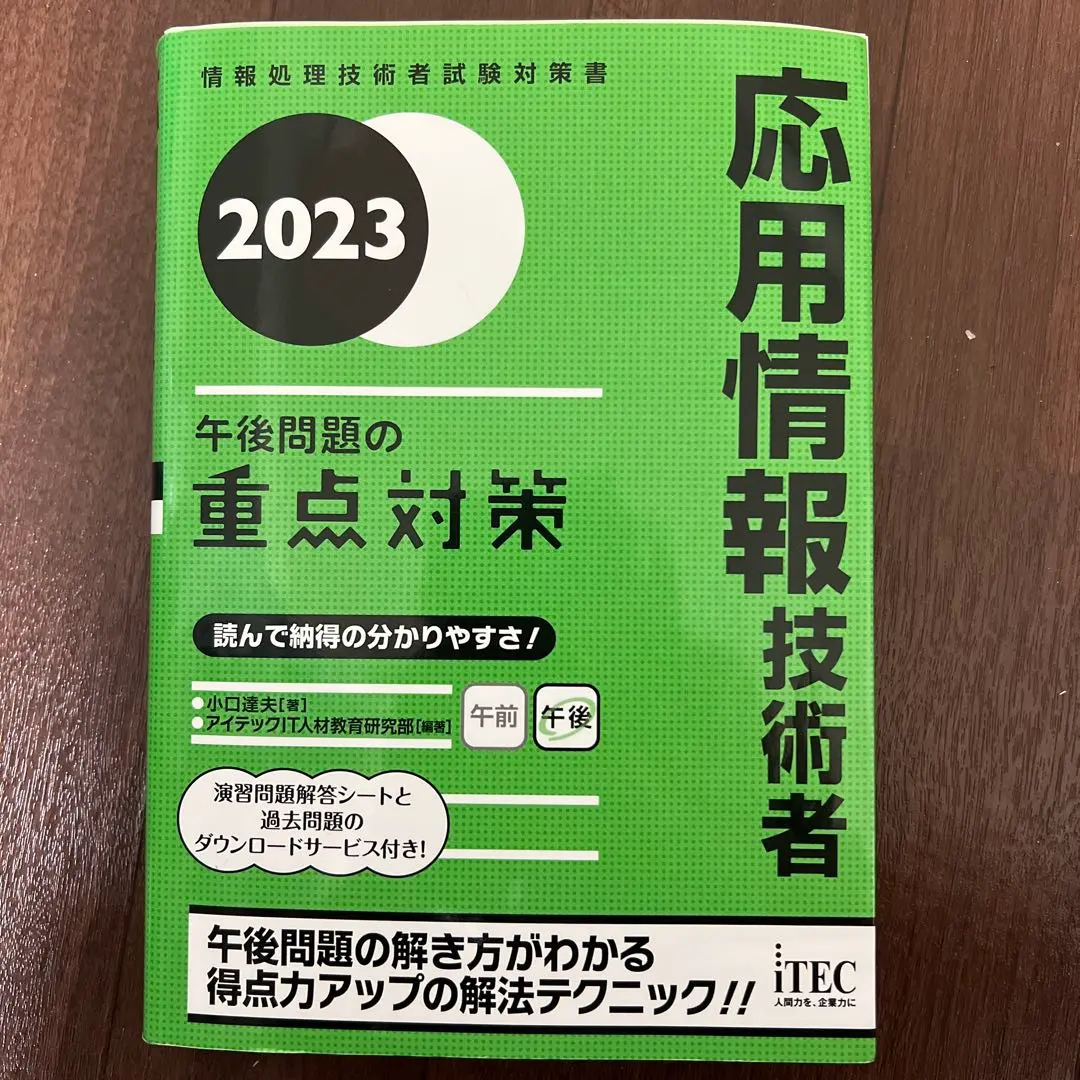 情報処理技術者試験対策書
2023
応用情報技術者
午後問題の
重点対策
読んで納得の分かりやすさ!
●小口達夫[著]
●アイテックIT人材教育研究部[編著]
午前
午後
演習問題解答シートと
過去問題の
ダウンロードサービス付き!
午後問題の解き方がわかる
得点力アップの解法テクニック!!
iTEC
人間力を、企業力に